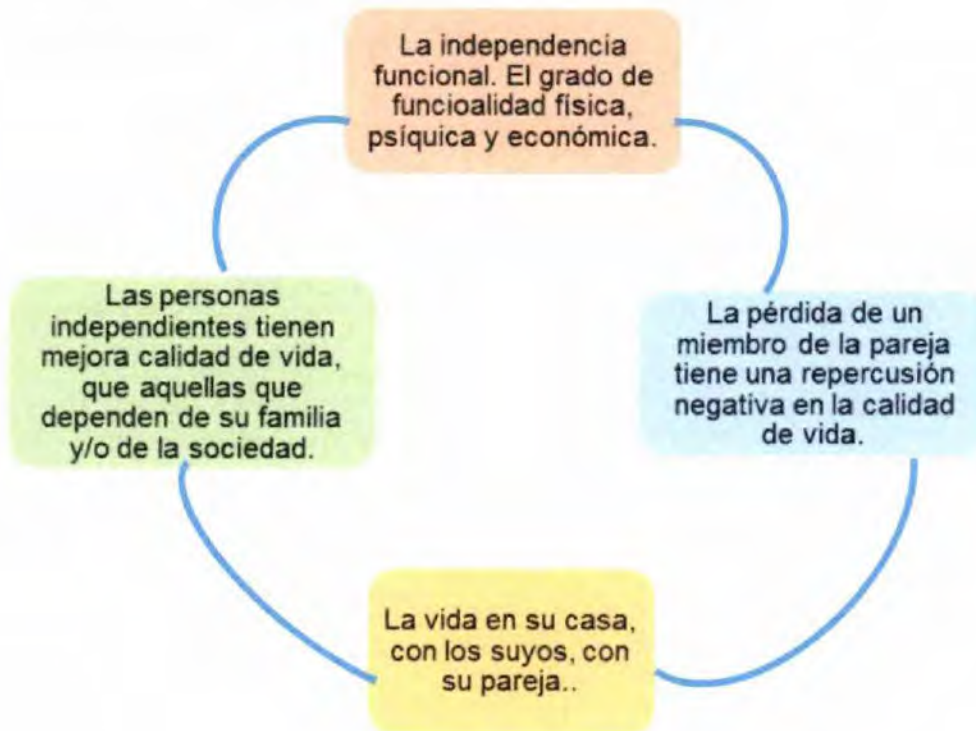 La independencia
funcional. El grado de
funcioalidad física,
psíquica y económica.
La pérdida de un
miembro de la pareja
tiene una repercusión
negativa en la calidad
de vida.
La vida en su casa,
con los suyos, con
su pareja..
Las personas
independientes tienen
mejora calidad de vida,
que aquellas que
dependen de su familia
y/o de la sociedad.